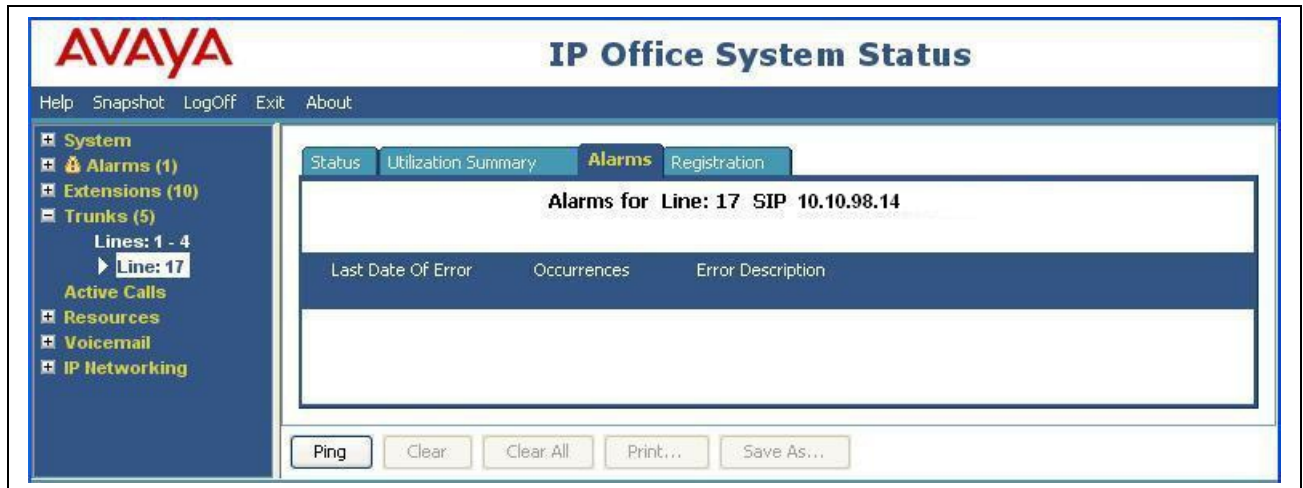 AVAYA
IP Office System Status
Help Snapshot LogOff Exit About
System
Alarms (1)
Extensions (10)
Trunks (5)
Lines: 1 - 4
Line: 17
Active Calls
Resources
Voicemail
IP Networking
Status Utilization Summary Alarms Registration
Alarms for Line: 17 SIP 10.10.98.14
Last Date Of Error Occurrences Error Description
Ping Clear Clear All Print... Save As...